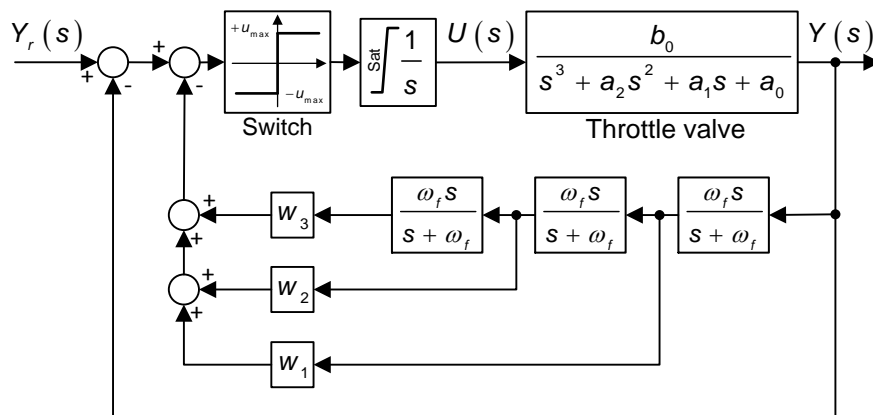 Y_r(s)
+
-
+
-
+u_max
-u_max
Switch
Sat
1
s
U(s)
b_0
s^3 + a_2s^2 + a_1s + a_0
Throttle valve
Y(s)
+
+
w_3
ω_f s
s + ω_f
ω_f s
s + ω_f
ω_f s
s + ω_f
+
+
w_2
w_1